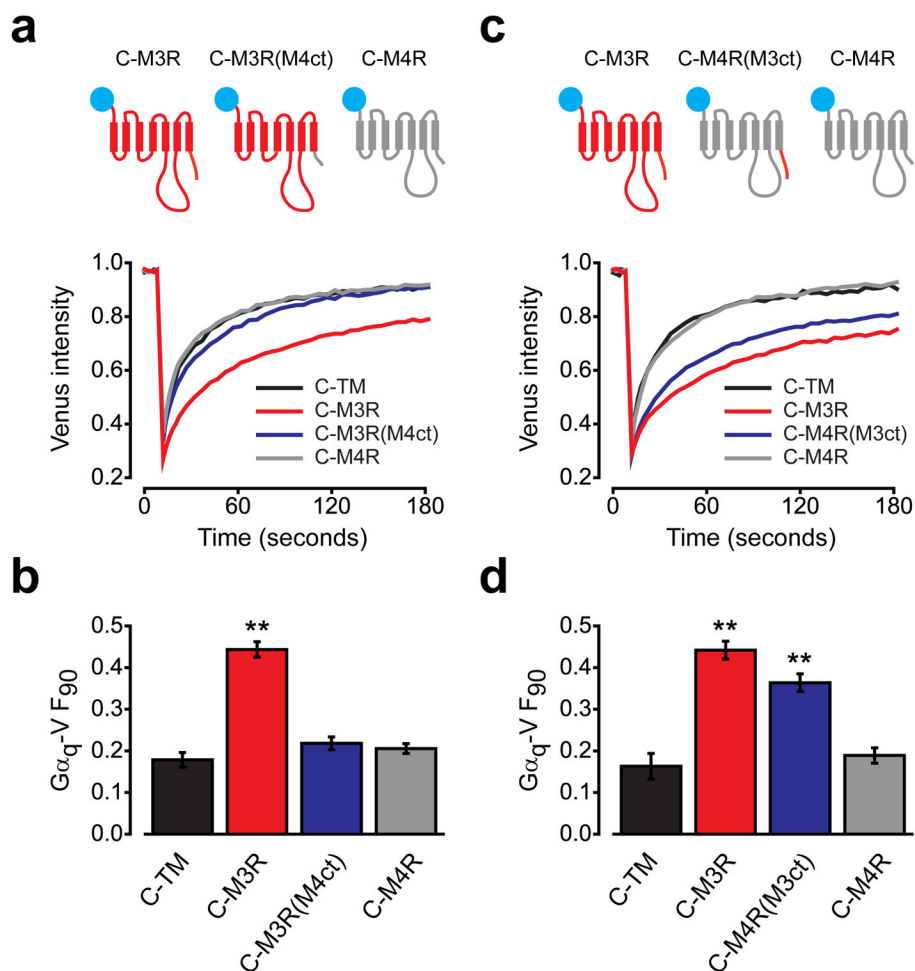 a
C-M3R C-M3R(M4ct) C-M4R
Venus intensity
1.0
0.8
0.6
0.4
0.2
C-TM
C-M3R
C-M3R(M4ct)
C-M4R
0 60 120 180
Time (seconds)
b
Gαq-V F90
0.5
0.4
0.3
0.2
0.1
0.0
**
C-TM
C-M3R
C-M3R(M4ct)
C-M4R
c
C-M3R C-M4R(M3ct) C-M4R
Venus intensity
1.0
0.8
0.6
0.4
0.2
C-TM
C-M3R
C-M4R(M3ct)
C-M4R
0 60 120 180
Time (seconds)
d
Gαq-V F90
0.5
0.4
0.3
0.2
0.1
0.0
**
**
C-TM
C-M3R
C-M4R(M3ct)
C-M4R